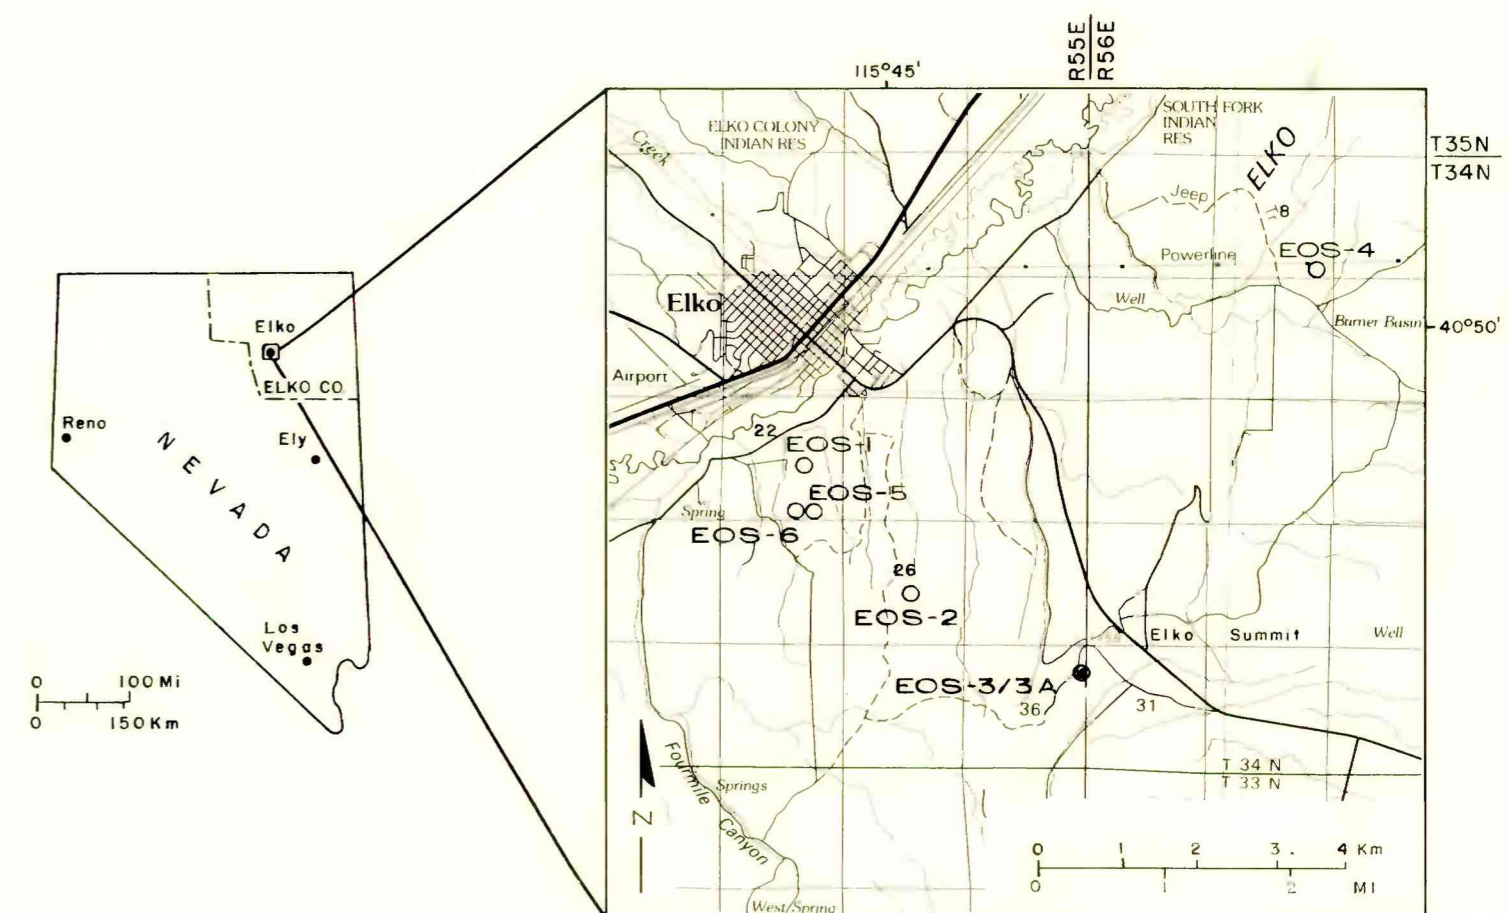 R55E
R56E
115°45'
T35N
T34N
40°50'
ELKO COLONY
INDIAN RES
SOUTH FORK
INDIAN
RES
Creek
ELKO
Jeep
8
EOS-4
Powerline
Well
Burner Basin
Elko
Airport
22
EOS-1
EOS-5
Spring
EOS-6
26
EOS-2
Elko Summit
Well
EOS-3/3A
36
31
T 34 N
T 33 N
Fourmile
Canyon
Springs
West/Spring
N
0 1 2 3. 4 Km
0 1 2 MI
Elko
ELKO CO
Reno
Ely
NEVADA
Los
Vegas
0 100 Mi
0 150 Km